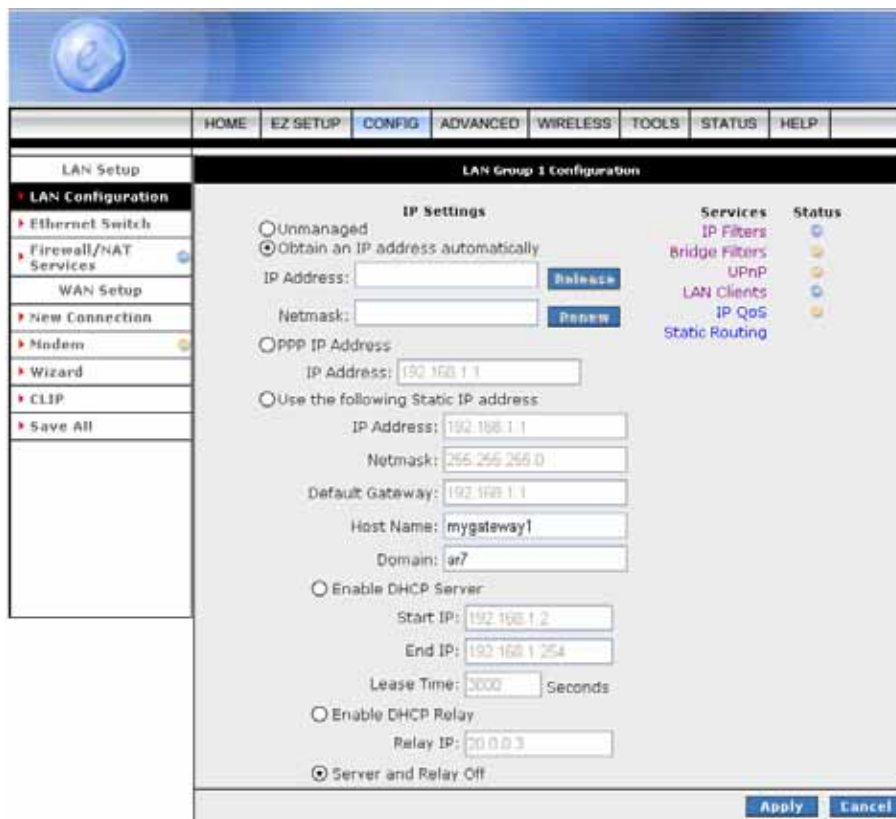 e
HOME EZ SETUP CONFIG ADVANCED WIRELESS TOOLS STATUS HELP
LAN Setup
LAN Configuration
Ethernet Switch
Firewall/NAT
Services
WAN Setup
New Connection
Modem
Wizard
CLIP
Save All
LAN Group 1 Configuration
IP Settings
Unmanaged
Obtain an IP address automatically
IP Address: Release
Netmask: Renew
PPP IP Address
IP Address: 192.168.1.1
Use the following Static IP address
IP Address: 192.168.1.1
Netmask: 255.255.255.0
Default Gateway: 192.168.1.1
Host Name: mygateway1
Domain: ar7
Enable DHCP Server
Start IP: 192.168.1.2
End IP: 192.168.1.254
Lease Time: 3600 Seconds
Enable DHCP Relay
Relay IP: 20.0.0.3
Server and Relay Off
Services Status
IP Filters
Bridge Filters
UPnP
LAN Clients
IP QoS
Static Routing
Apply Cancel